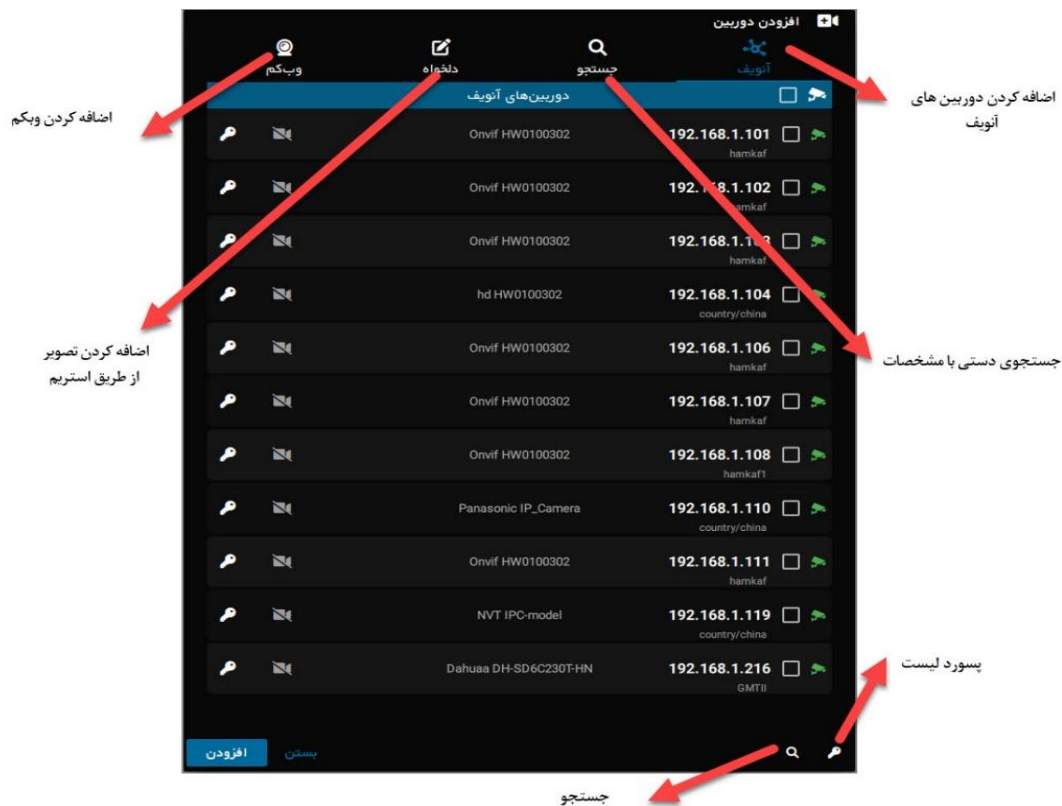 افزودن دوربین
آنویف
جستجو
دلخواه
وب‌کم
اضافه کردن دوربین های
آنویف
اضافه کردن وبکم
دوربین‌های آنویف
192.168.1.101 Onvif HW0100302
hamkaf
192.168.1.102 Onvif HW0100302
hamkaf
192.168.1.103 Onvif HW0100302
hamkaf
192.168.1.104 hd HW0100302
country/china
اضافه کردن تصویر
از طریق استریم
192.168.1.106 Onvif HW0100302
hamkaf
جستجوی دستی با مشخصات
192.168.1.107 Onvif HW0100302
hamkaf
192.168.1.108 Onvif HW0100302
hamkaf1
192.168.1.110 Panasonic IP_Camera
country/china
192.168.1.111 Onvif HW0100302
hamkaf
192.168.1.119 NVT IPC-model
country/china
192.168.1.216 Dahuaa DH-SD6C230T-HN
GMTII
پسورد لیست
بستن
افزودن
جستجو